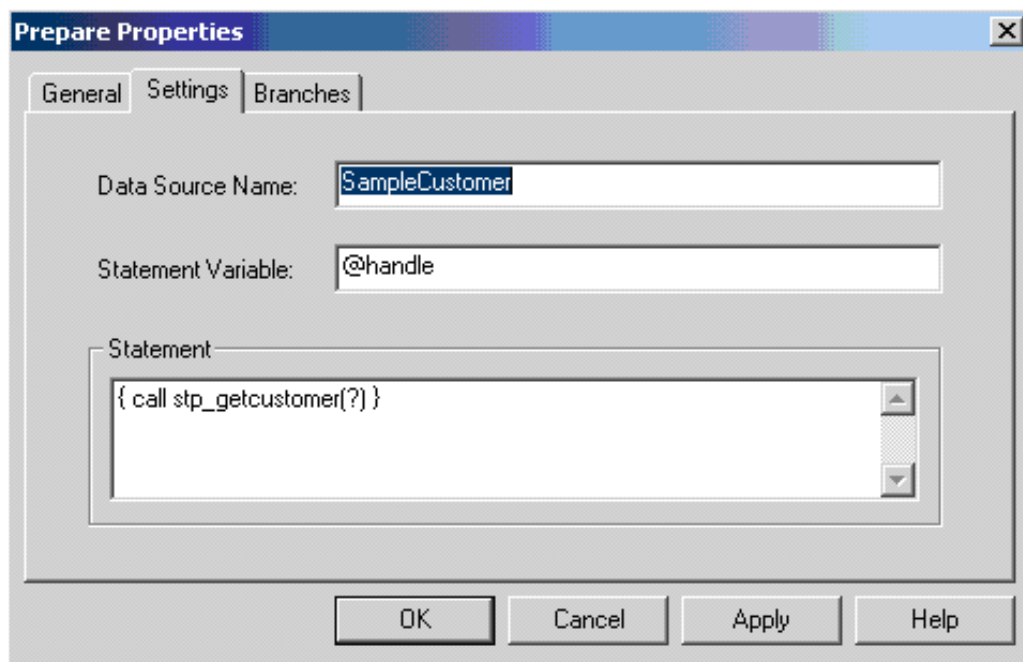 Prepare Properties
General Settings Branches
Data Source Name: SampleCustomer
Statement Variable: @handle
Statement
{ call stp_getcustomer(?) }
OK Cancel Apply Help